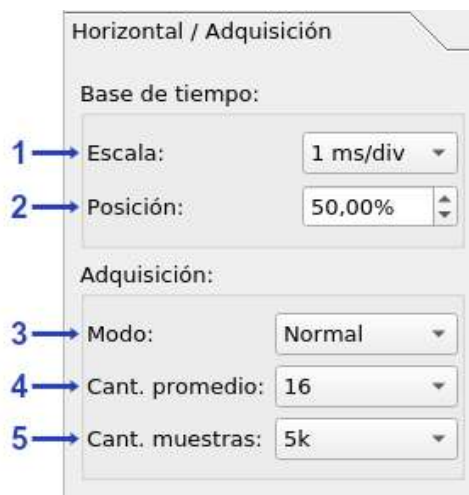 Horizontal / Adquisición
Base de tiempo:
1 Escala: 1 ms/div
2 Posición: 50,00%
Adquisición:
3 Modo: Normal
4 Cant. promedio: 16
5 Cant. muestras: 5k